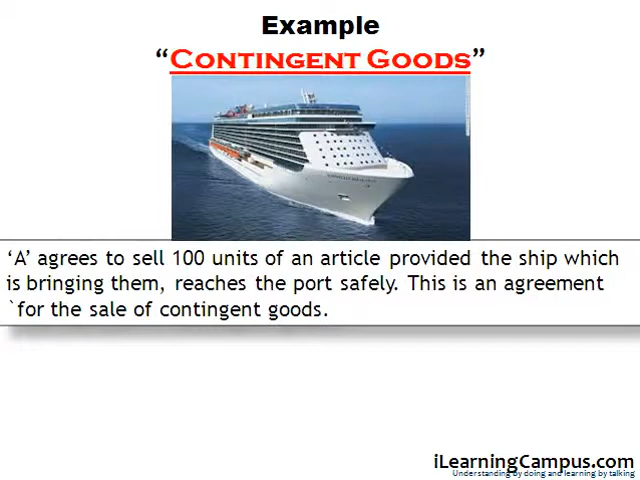 Example
“CONTINGENT GOODS”
‘A’ agrees to sell 100 units of an article provided the ship which
is bringing them, reaches the port safely. This is an agreement
`for the sale of contingent goods.
iLearningCampus.com
Understanding by doing and learning by talking